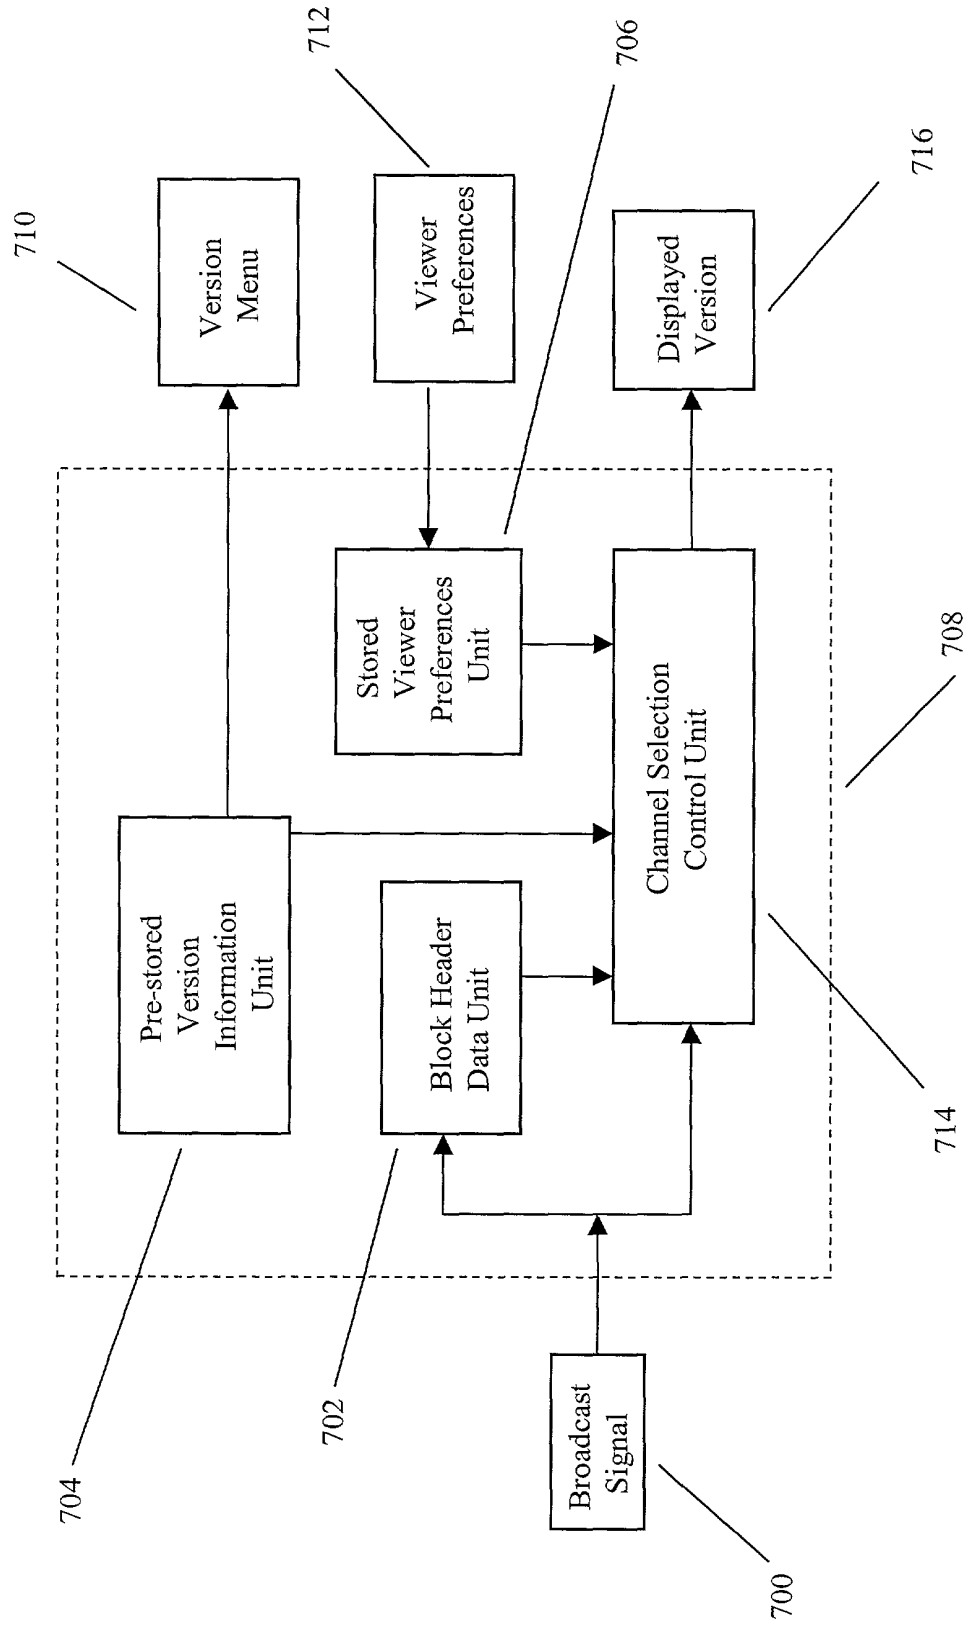 710
Version
Menu
712
Viewer
Preferences
706
Displayed
Version
716
Pre-stored
Version
Information
Unit
Stored
Viewer
Preferences
Unit
Block Header
Data Unit
Channel Selection
Control Unit
708
704
702
714
Broadcast
Signal
700